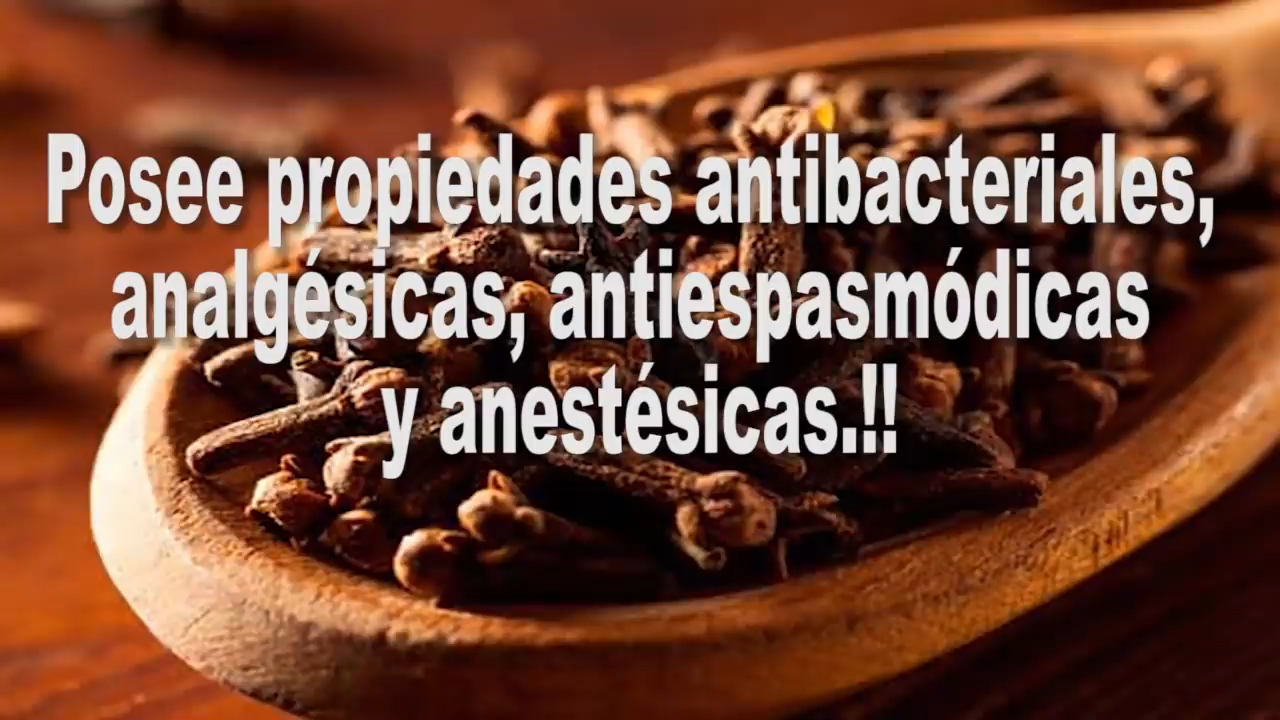 Posee propiedades antibacteriales,
analgésicas, antiespasmódicas
y anestésicas.!!